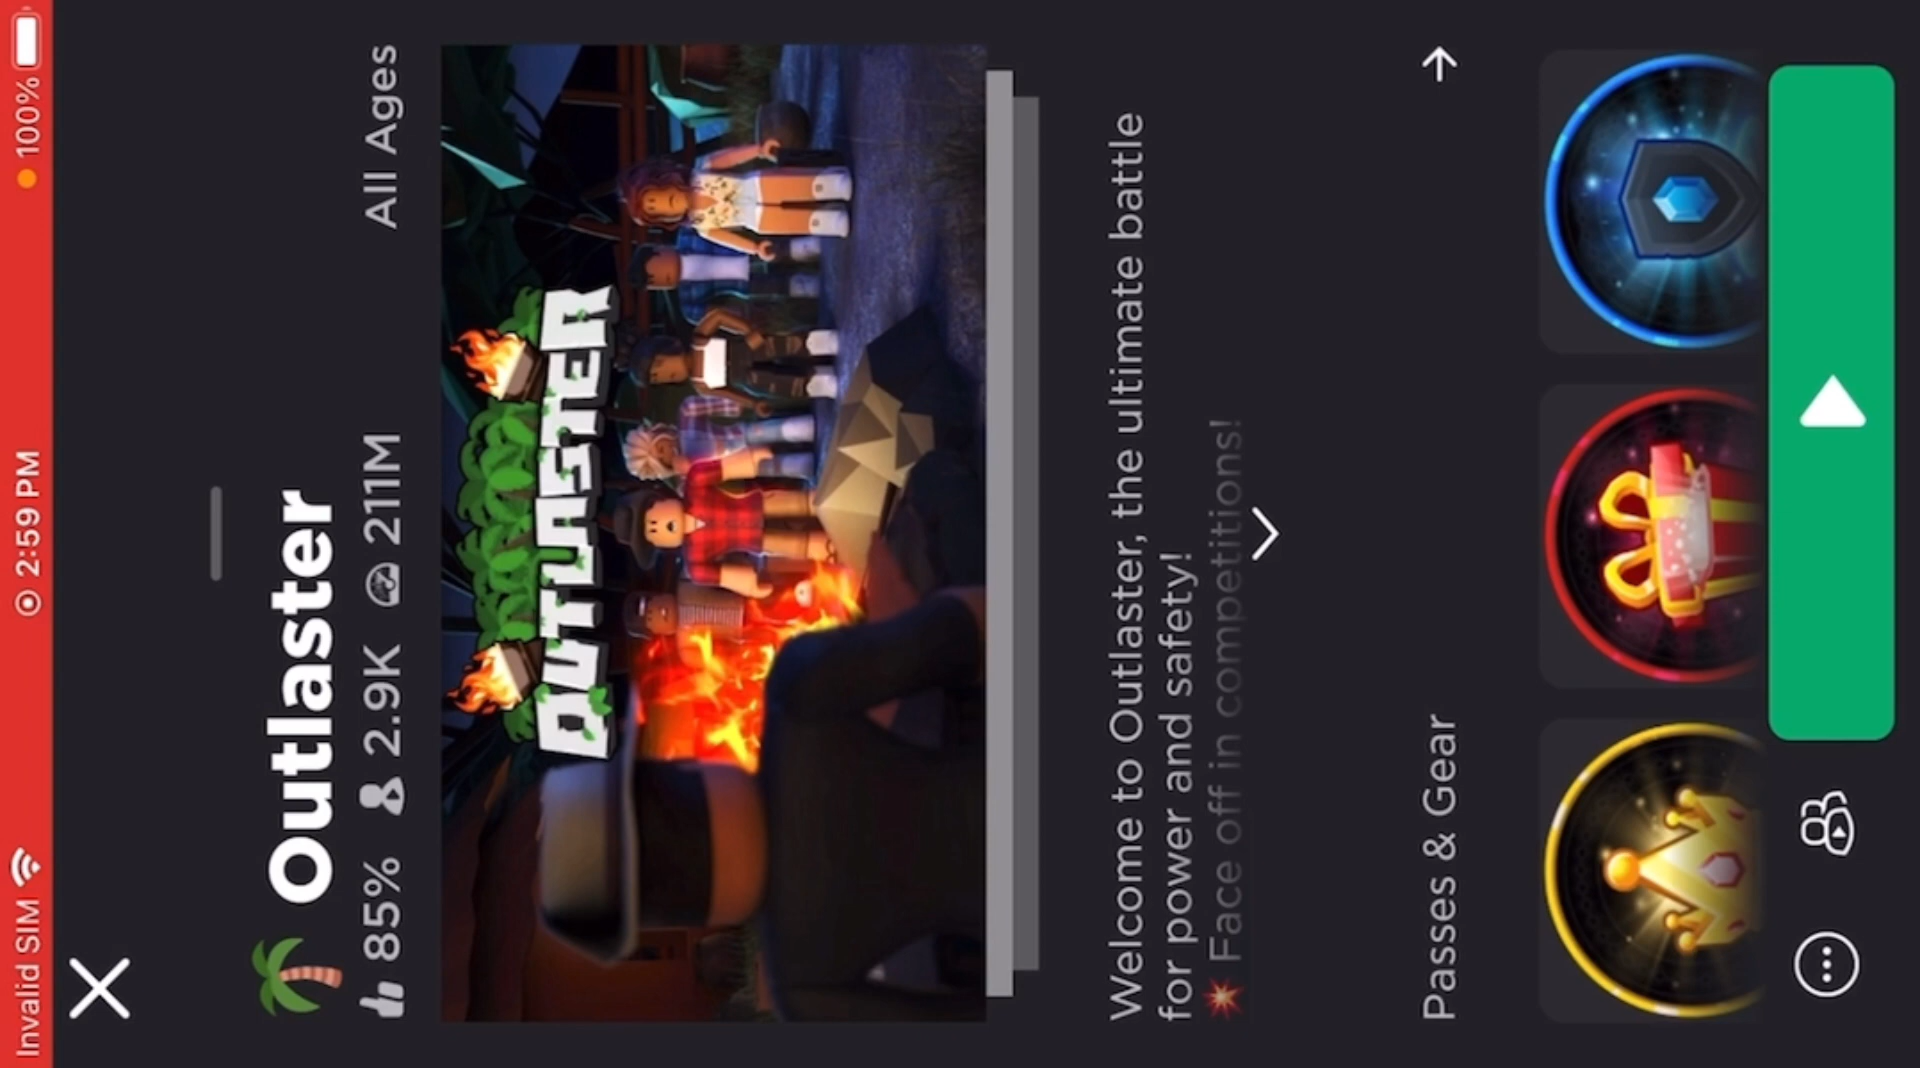 Invalid SIM 2:59 PM 100%
🌴 Outlaster
85% 2.9K 211M All Ages
OUTLASTER
Welcome to Outlaster, the ultimate battle
for power and safety!
💥 Face off in competitions!
Passes & Gear